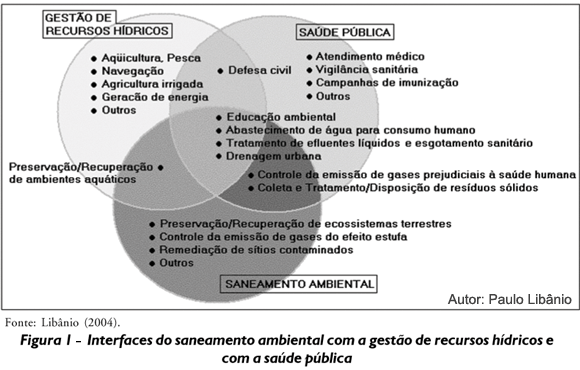 GESTÃO DE
RECURSOS HÍDRICOS
SAÚDE PÚBLICA
• Aqüicultura, Pesca
• Navegação
• Agricultura irrigada
• Geracão de energia
• Outros
• Defesa civil
• Atendimento médico
• Vigilância sanitária
• Campanhas de imunização
• Outros
• Educação ambiental
• Abastecimento de água para consumo humano
• Tratamento de efluentes líquidos e esgotamento sanitário
• Drenagem urbana
Preservação/Recuperação •
de ambientes aquáticos
• Controle da emissão de gases prejudiciais à saúde humana
• Coleta e Tratamento/Disposição de resíduos sólidos
• Preservação/Recuperação de ecossistemas terrestres
• Controle da emissão de gases do efeito estufa
• Remediação de sítios contaminados
• Outros
SANEAMENTO AMBIENTAL
Autor: Paulo Libânio
Fonte: Libânio (2004).
Figura 1 - Interfaces do saneamento ambiental com a gestão de recursos hídricos e
com a saúde pública